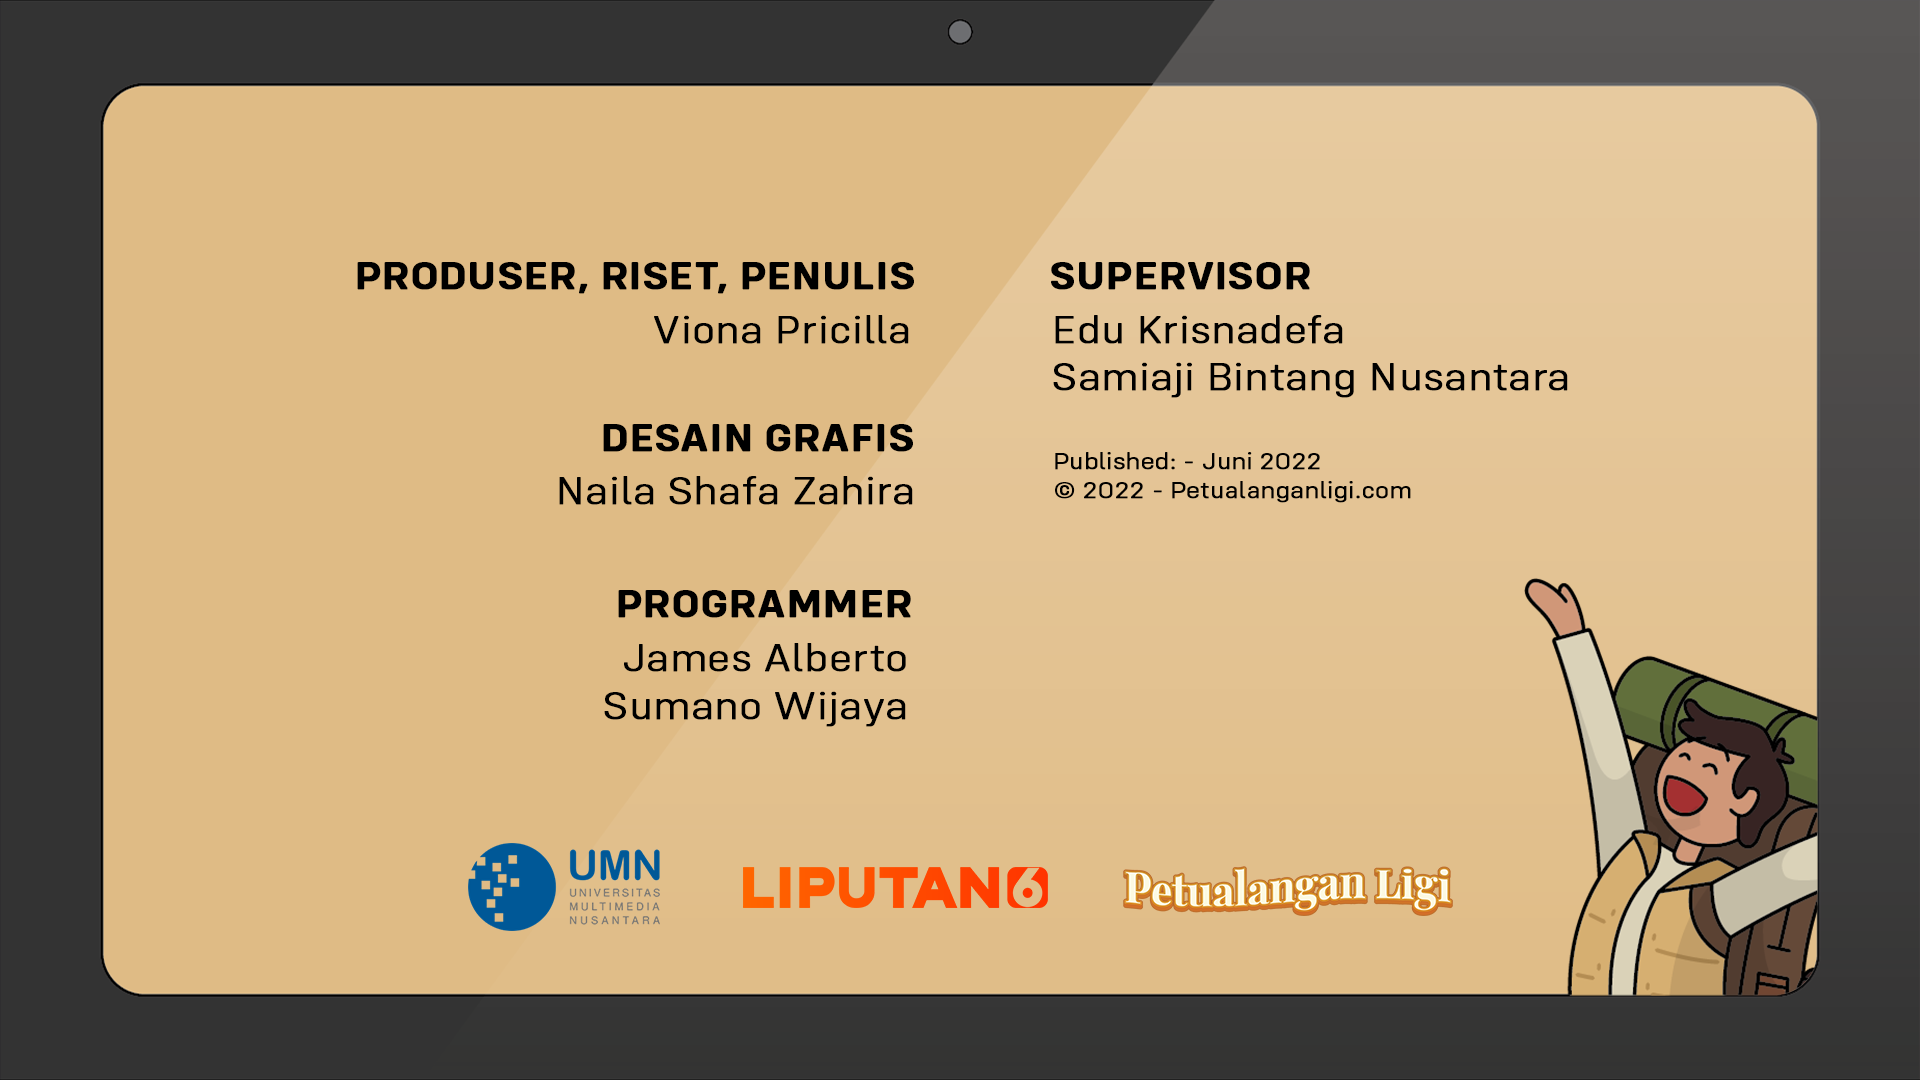 PRODUSER, RISET, PENULIS
Viona Pricilla
DESAIN GRAFIS
Naila Shafa Zahira
PROGRAMMER
James Alberto
Sumano Wijaya
SUPERVISOR
Edu Krisnadefa
Samiaji Bintang Nusantara
Published: - Juni 2022
© 2022 - Petualanganligi.com
UMN
UNIVERSITAS
MULTIMEDIA
NUSANTARA
LIPUTAN6
Petualangan Ligi